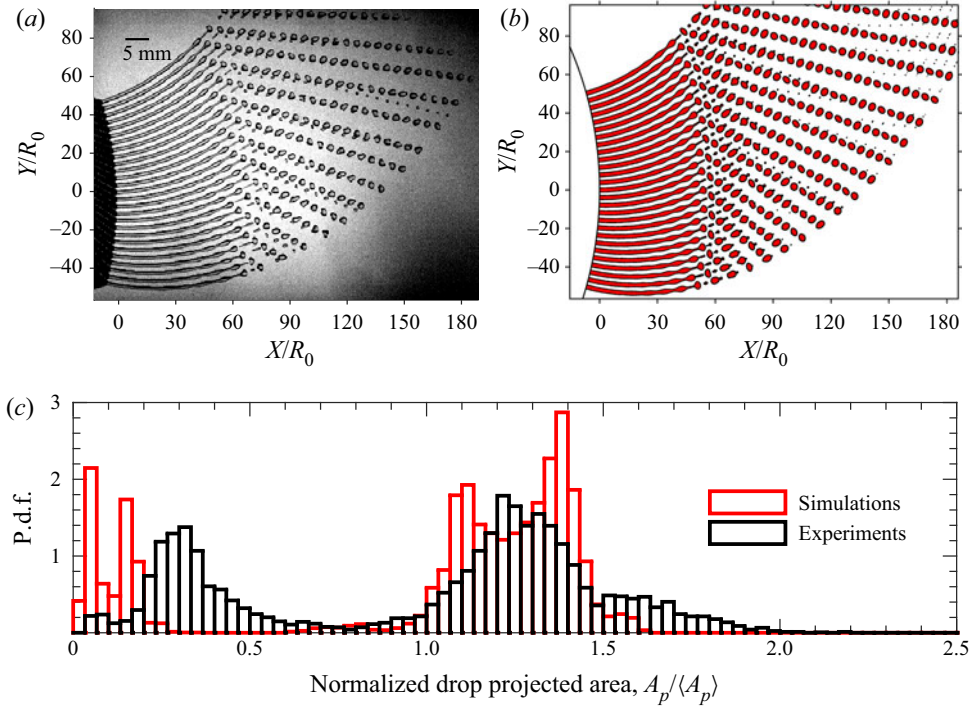 (a)
5 mm
80
60
40
20
0
–20
–40
Y/R₀
0 30 60 90 120 150 180
X/R₀
(b)
80
60
40
20
0
–20
–40
Y/R₀
0 30 60 90 120 150 180
X/R₀
(c)
3
2
1
0
P.d.f.
Simulations
Experiments
0 0.5 1.0 1.5 2.0 2.5
Normalized drop projected area, Aₚ/⟨Aₚ⟩